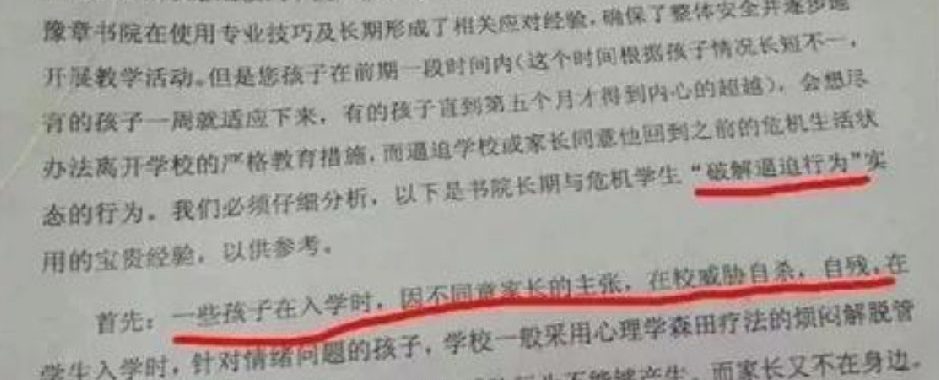 豫章书院在使用专业技巧及长期形成了相关应对经验，确保了整体安全并逐步
开展教学活动。但是您孩子在前期一段时间内（这个时间根据孩子情况长短不一，
有的孩子一周就适应下来，有的孩子直到第五个月才得到内心的超越），会想尽
办法离开学校的严格教育措施，而逼迫学校或家长同意他回到之前的危机生活状
态的行为。我们必须仔细分析，以下是书院长期与危机学生“破解逼迫行为”实
用的宝贵经验，以供参考。
首先：一些孩子在入学时，因不同意家长的主张，在校威胁自杀，自残，在
学生入学时，针对情绪问题的孩子，学校一般采用心理学森田疗法的烦闷解脱管
不能够产生，而家长又不在身边。